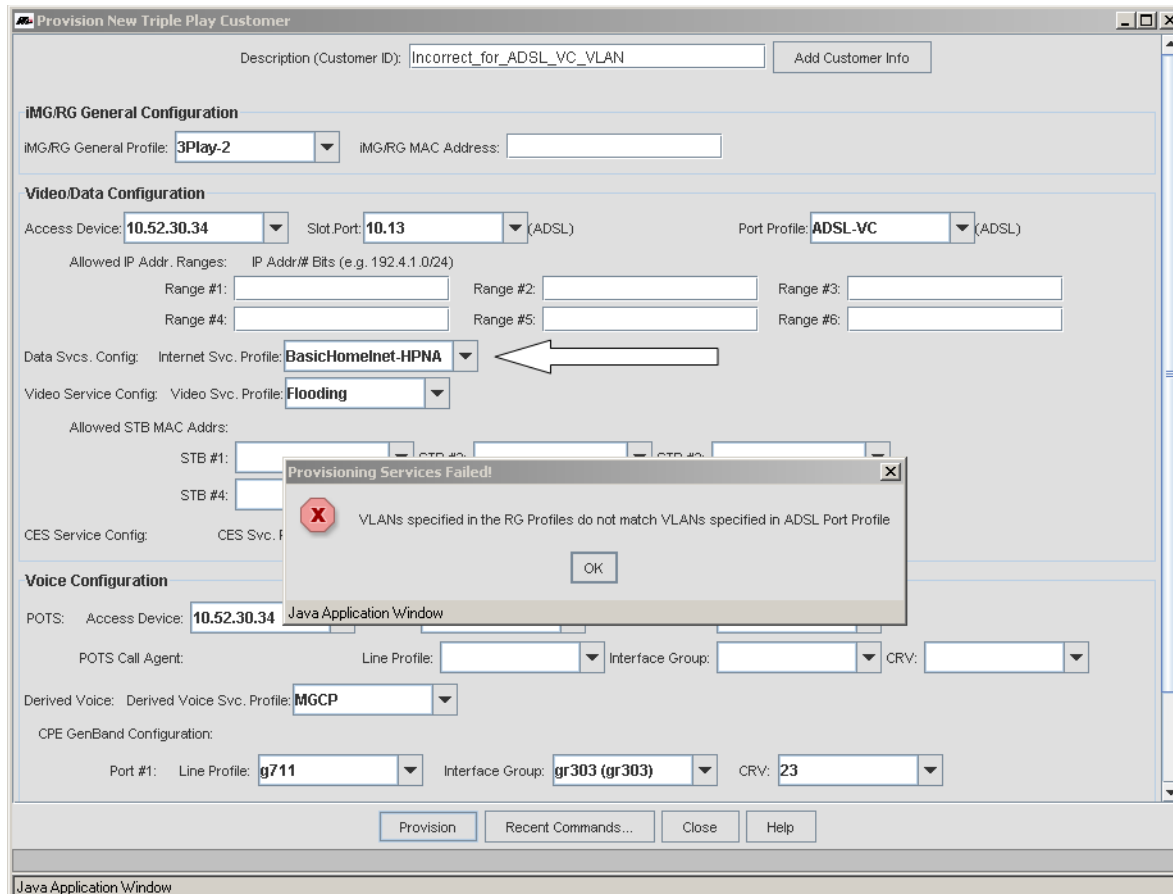 Provision New Triple Play Customer
Description (Customer ID): Incorrect_for_ADSL_VC_VLAN Add Customer Info
iMG/RG General Configuration
iMG/RG General Profile: 3Play-2 iMG/RG MAC Address:
Video/Data Configuration
Access Device: 10.52.30.34 Slot.Port: 10.13 (ADSL) Port Profile: ADSL-VC (ADSL)
Allowed IP Addr. Ranges: IP Addr/# Bits (e.g. 192.4.1.0/24)
Range #1: Range #2: Range #3:
Range #4: Range #5: Range #6:
Data Svcs. Config: Internet Svc. Profile: BasicHomeInet-HPNA
Video Service Config: Video Svc. Profile: Flooding
Allowed STB MAC Addrs:
STB #1:
STB #4:
Provisioning Services Failed!
VLANs specified in the RG Profiles do not match VLANs specified in ADSL Port Profile
OK
Java Application Window
CES Service Config: CES Svc.
Voice Configuration
POTS: Access Device: 10.52.30.34
POTS Call Agent: Line Profile: Interface Group: CRV:
Derived Voice: Derived Voice Svc. Profile: MGCP
CPE GenBand Configuration:
Port #1: Line Profile: g711 Interface Group: gr303 (gr303) CRV: 23
Provision Recent Commands... Close Help
Java Application Window